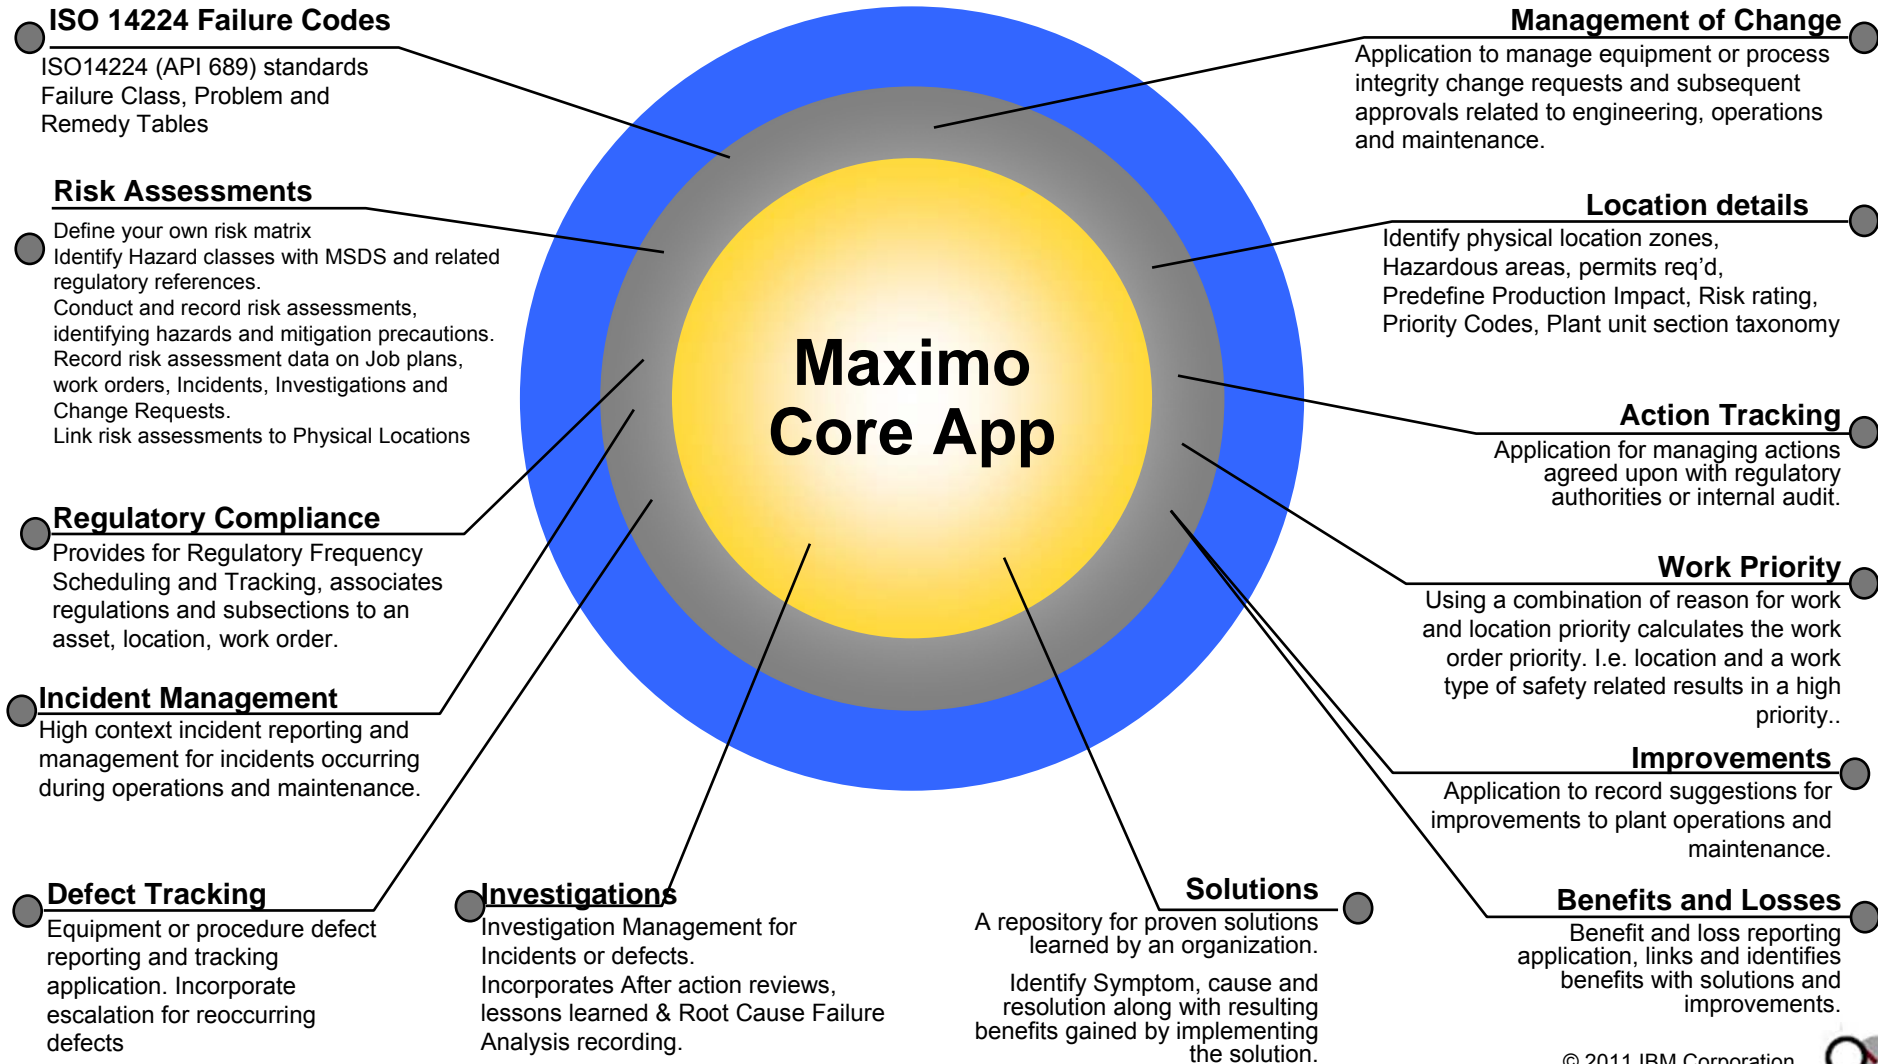 ISO 14224 Failure Codes
ISO14224 (API 689) standards
Failure Class, Problem and
Remedy Tables
Risk Assessments
Define your own risk matrix
Identify Hazard classes with MSDS and related
regulatory references.
Conduct and record risk assessments,
identifying hazards and mitigation precautions.
Record risk assessment data on Job plans,
work orders, Incidents, Investigations and
Change Requests.
Link risk assessments to Physical Locations
Regulatory Compliance
Provides for Regulatory Frequency
Scheduling and Tracking, associates
regulations and subsections to an
asset, location, work order.
Incident Management
High context incident reporting and
management for incidents occurring
during operations and maintenance.
Defect Tracking
Equipment or procedure defect
reporting and tracking
application. Incorporate
escalation for reoccurring
defects
Maximo
Core App
Investigations
Investigation Management for
Incidents or defects.
Incorporates After action reviews,
lessons learned & Root Cause Failure
Analysis recording.
Solutions
A repository for proven solutions
learned by an organization.
Identify Symptom, cause and
resolution along with resulting
benefits gained by implementing
the solution.
Management of Change
Application to manage equipment or process
integrity change requests and subsequent
approvals related to engineering, operations
and maintenance.
Location details
Identify physical location zones,
Hazardous areas, permits req’d,
Predefine Production Impact, Risk rating,
Priority Codes, Plant unit section taxonomy
Action Tracking
Application for managing actions
agreed upon with regulatory
authorities or internal audit.
Work Priority
Using a combination of reason for work
and location priority calculates the work
order priority. I.e. location and a work
type of safety related results in a high
priority..
Improvements
Application to record suggestions for
improvements to plant operations and
maintenance.
Benefits and Losses
Benefit and loss reporting
application, links and identifies
benefits with solutions and
improvements.
© 2011 IBM Corporation